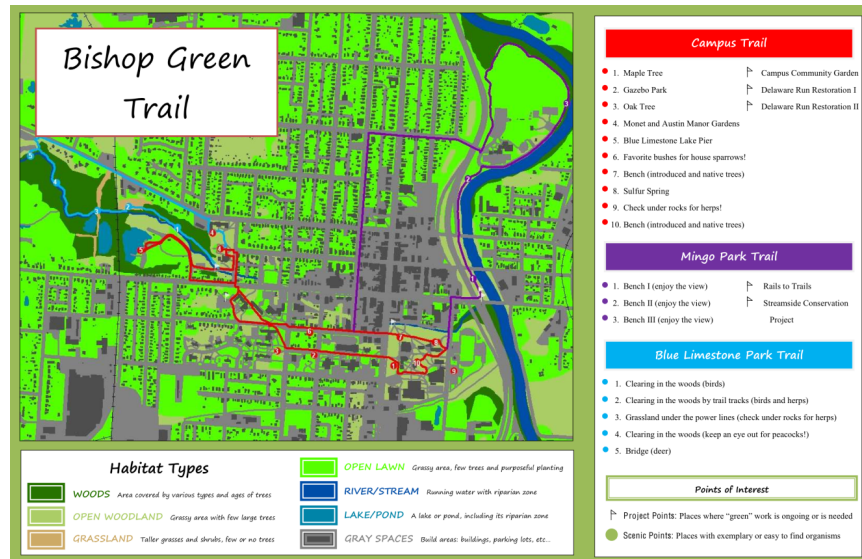 Bishop Green
Trail
Campus Trail
1. Maple Tree
2. Gazebo Park
3. Oak Tree
4. Monet and Austin Manor Gardens
5. Blue Limestone Lake Pier
6. Favorite bushes for house sparrows!
7. Bench (introduced and native trees)
8. Sulfur Spring
9. Check under rocks for herps!
10. Bench (introduced and native trees)
Campus Community Garden
Delaware Run Restoration I
Delaware Run Restoration II
Mingo Park Trail
1. Bench I (enjoy the view)
2. Bench II (enjoy the view)
3. Bench III (enjoy the view)
Rails to Trails
Streamside Conservation
Project
Blue Limestone Park Trail
1. Clearing in the woods (birds)
2. Clearing in the woods by trail tracks (birds and herps)
3. Grassland under the power lines (check under rocks for herps)
4. Clearing in the woods (keep an eye out for peacocks!)
5. Bridge (deer)
Points of Interest
Project Points: Places where “green” work is ongoing or is needed
Scenic Points: Places with exemplary or easy to find organisms
Habitat Types
WOODS Area covered by various types and ages of trees
OPEN WOODLAND Grassy area with few large trees
GRASSLAND Taller grasses and shrubs, few or no trees
OPEN LAWN Grassy area, few trees and purposeful planting
RIVER/STREAM Running water with riparian zone
LAKE/POND A lake or pond, including its riparian zone
GRAY SPACES Build areas: buildings, parking lots, etc...